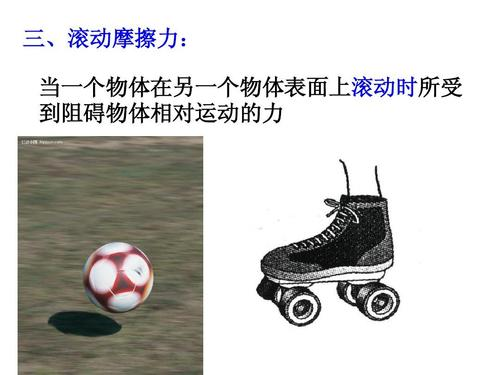 三、滚动摩擦力：
当一个物体在另一个物体表面上滚动时所受
到阻碍物体相对运动的力